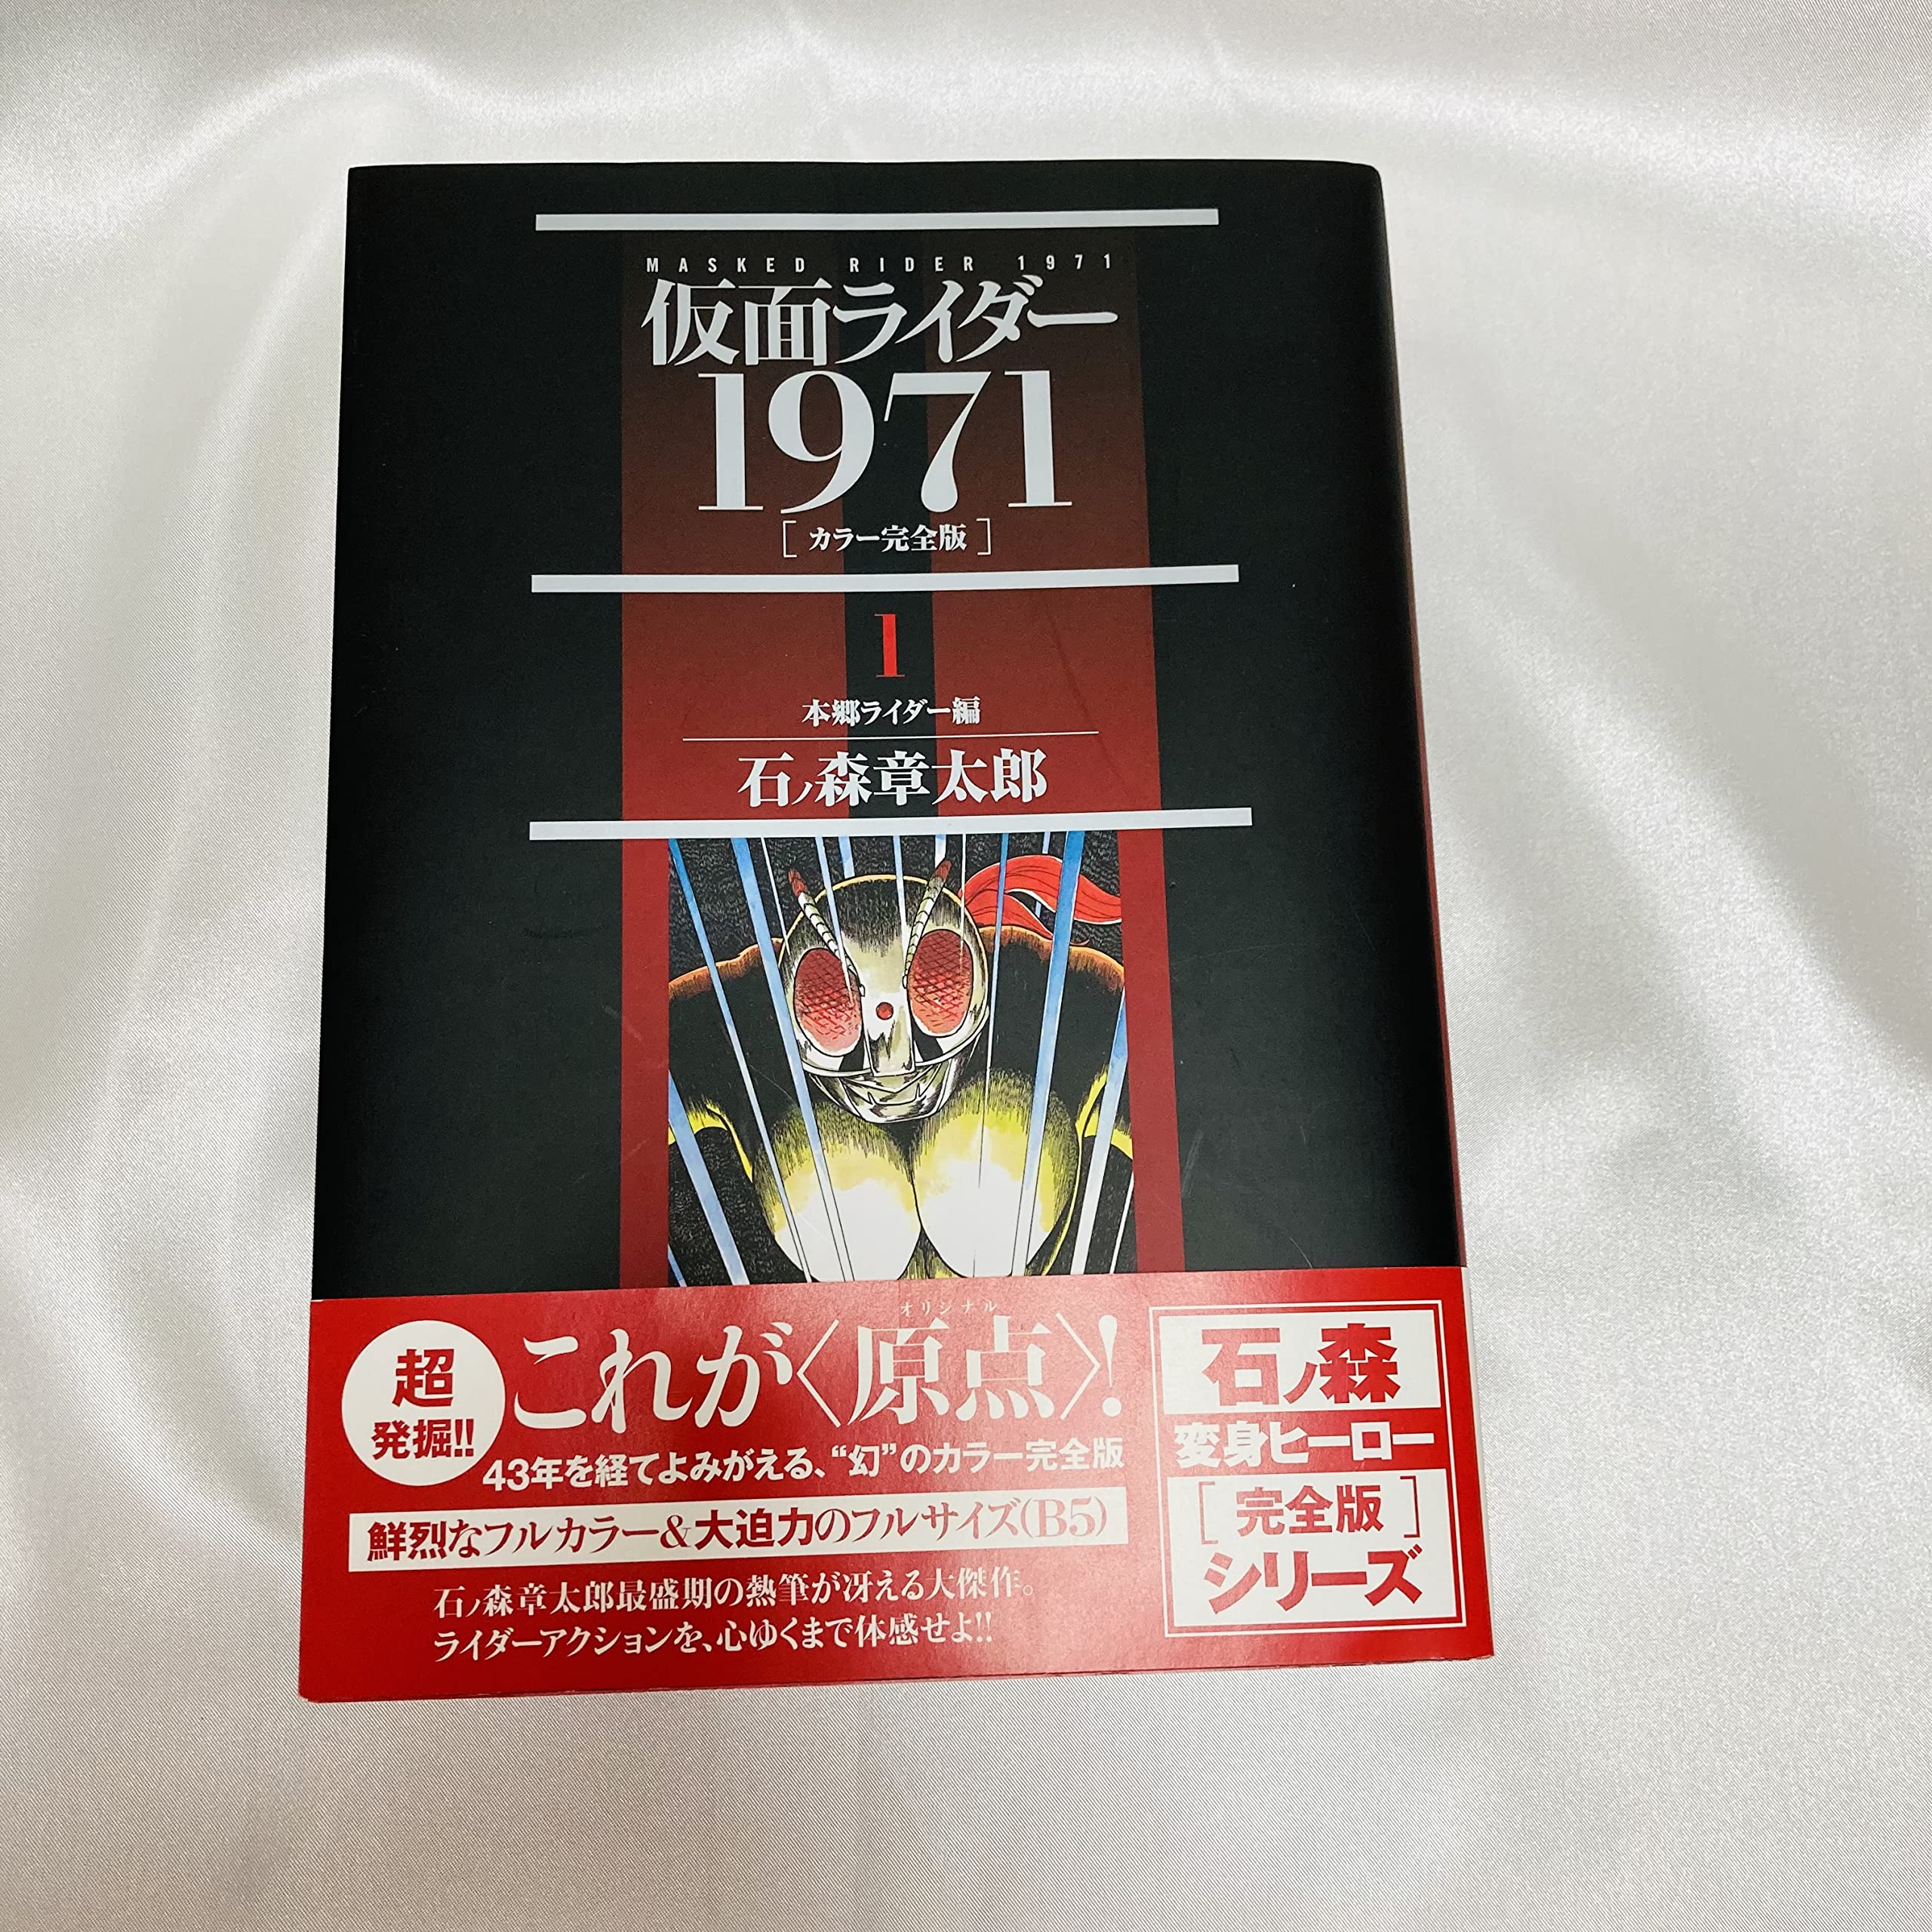 MASKED RIDER 1971
仮面ライダー
1971
[カラー完全版]
1
本郷ライダー編
石ノ森章太郎
超
発掘!!
オリジナル
これが〈原点〉!
43年を経てよみがえる、“幻”のカラー完全版
鮮烈なフルカラー&大迫力のフルサイズ(B5)
石ノ森章太郎最盛期の熱筆が冴える大傑作。
ライダーアクションを、心ゆくまで体感せよ!!
石ノ森
変身ヒーロー
[完全版]
シリーズ